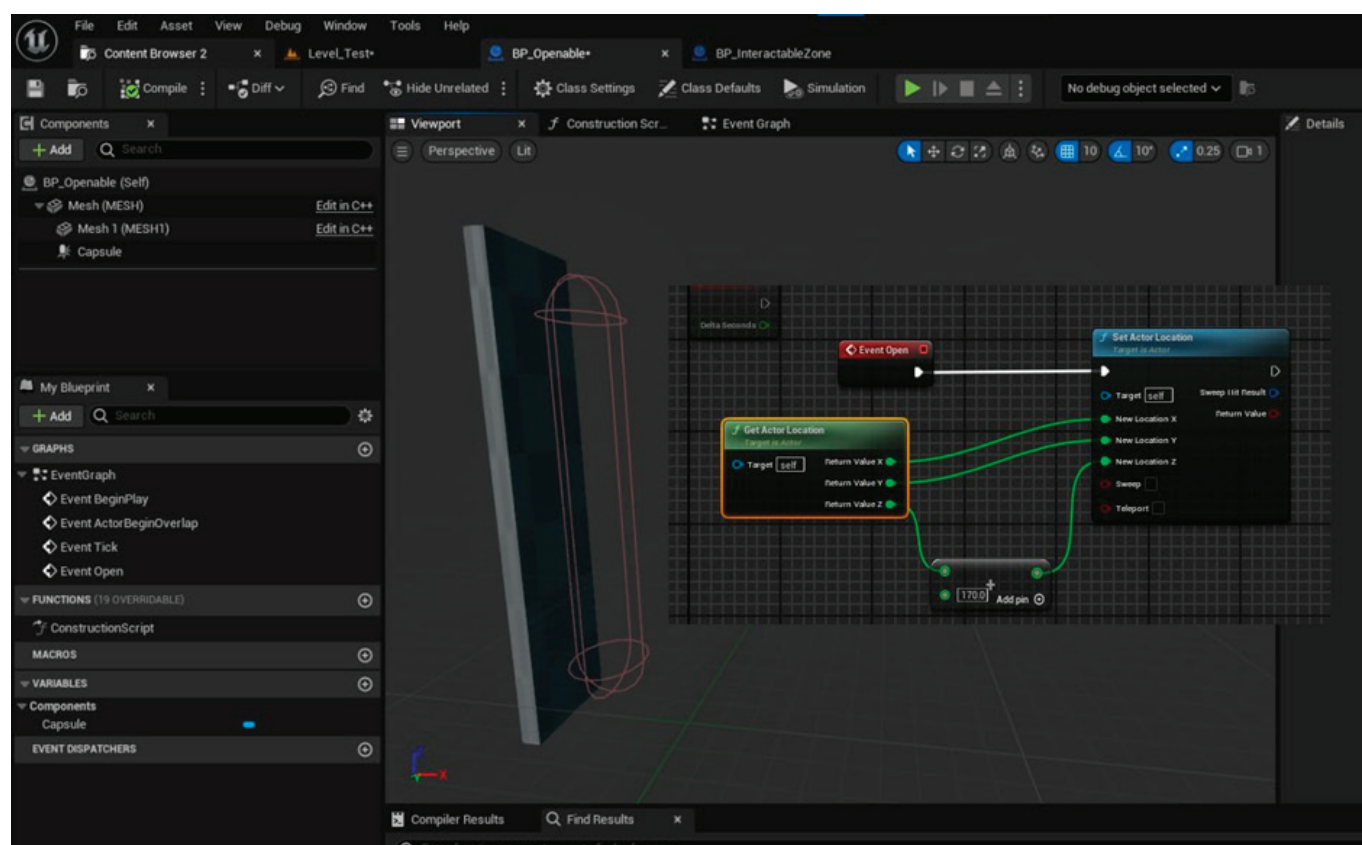 File Edit Asset View Debug Window Tools Help
Content Browser 2 Level_Test• BP_Openable• BP_InteractableZone
Compile Diff Find Hide Unrelated Class Settings Class Defaults Simulation No debug object selected
Components Viewport Construction Scr... Event Graph Details
+ Add Search Perspective Lit 10 10° 0.25 1
BP_Openable (Self)
Mesh (MESH) Edit in C++
Mesh 1 (MESH1) Edit in C++
Capsule
Delta Seconds
Event Open
Set Actor Location
Target is Actor
Target self Sweep Hit Result
New Location X Return Value
New Location Y
New Location Z
Sweep
Teleport
Get Actor Location
Target is Actor
Target self Return Value X
Return Value Y
Return Value Z
170.0 Add pin
My Blueprint
+ Add Search
GRAPHS
EventGraph
Event BeginPlay
Event ActorBeginOverlap
Event Tick
Event Open
FUNCTIONS (19 OVERRIDABLE)
ConstructionScript
MACROS
VARIABLES
Components
Capsule
EVENT DISPATCHERS
X
Compiler Results Find Results